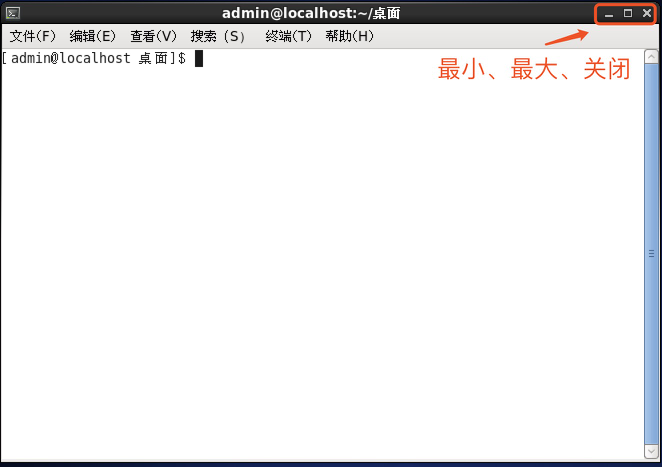 admin@localhost:~/桌面
文件(F) 编辑(E) 查看(V) 搜索 (S) 终端(T) 帮助(H)
[admin@localhost 桌面]$
最小、最大、关闭